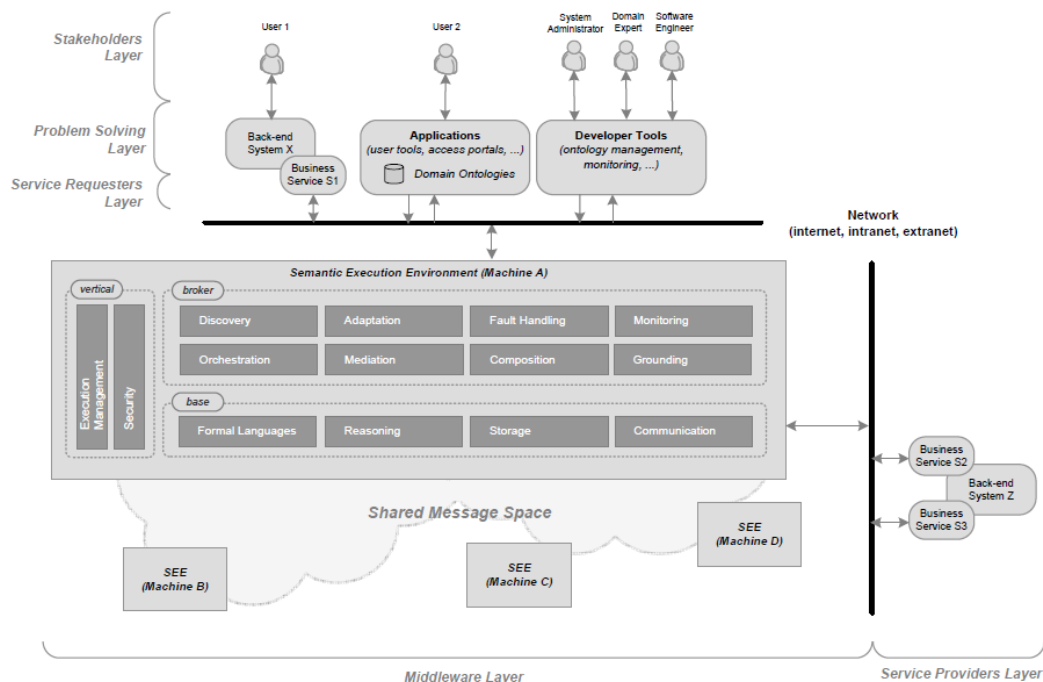 Stakeholders
Layer
User 1
User 2
System
Administrator
Domain
Expert
Software
Engineer
Problem Solving
Layer
Back-end
System X
Business
Service S1
Applications
(user tools, access portals, ...)
Domain Ontologies
Developer Tools
(ontology management,
monitoring, ...)
Service Requesters
Layer
Network
(internet, intranet, extranet)
Semantic Execution Environment (Machine A)
vertical
Execution
Management
Security
broker
Discovery
Adaptation
Fault Handling
Monitoring
Orchestration
Mediation
Composition
Grounding
base
Formal Languages
Reasoning
Storage
Communication
Business
Service S2
Back-end
System Z
Business
Service S3
Shared Message Space
SEE
(Machine B)
SEE
(Machine C)
SEE
(Machine D)
Middleware Layer
Service Providers Layer